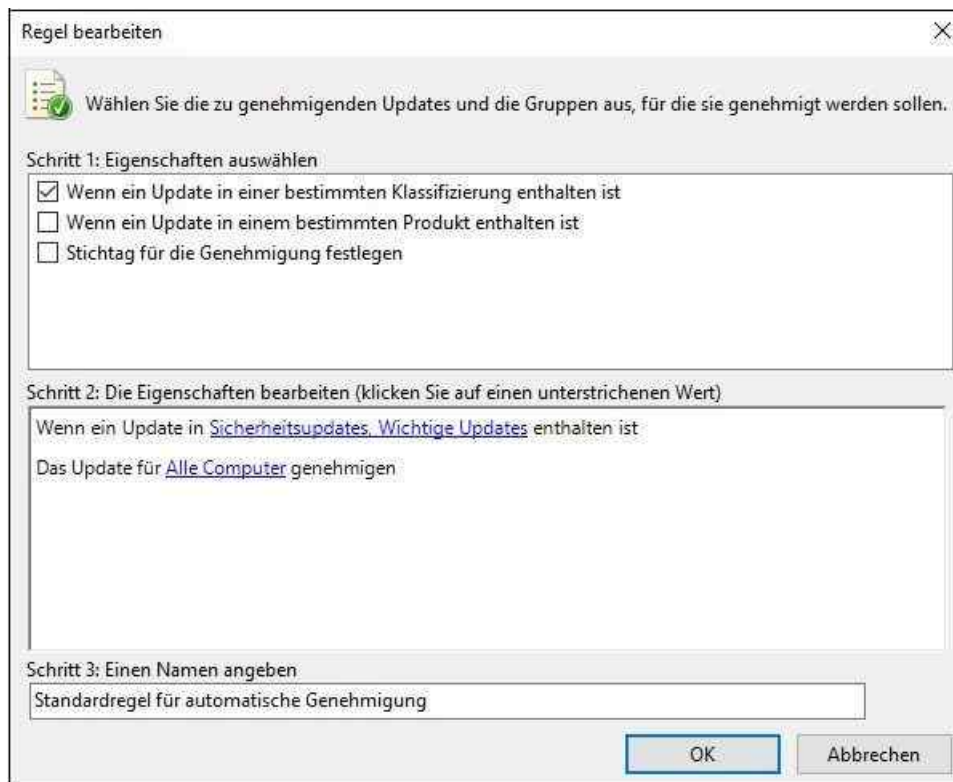 Regel bearbeiten
Wählen Sie die zu genehmigenden Updates und die Gruppen aus, für die sie genehmigt werden sollen.
Schritt 1: Eigenschaften auswählen
Wenn ein Update in einer bestimmten Klassifizierung enthalten ist
Wenn ein Update in einem bestimmten Produkt enthalten ist
Stichtag für die Genehmigung festlegen
Schritt 2: Die Eigenschaften bearbeiten (klicken Sie auf einen unterstrichenen Wert)
Wenn ein Update in Sicherheitsupdates, Wichtige Updates enthalten ist
Das Update für Alle Computer genehmigen
Schritt 3: Einen Namen angeben
Standardregel für automatische Genehmigung
OK Abbrechen